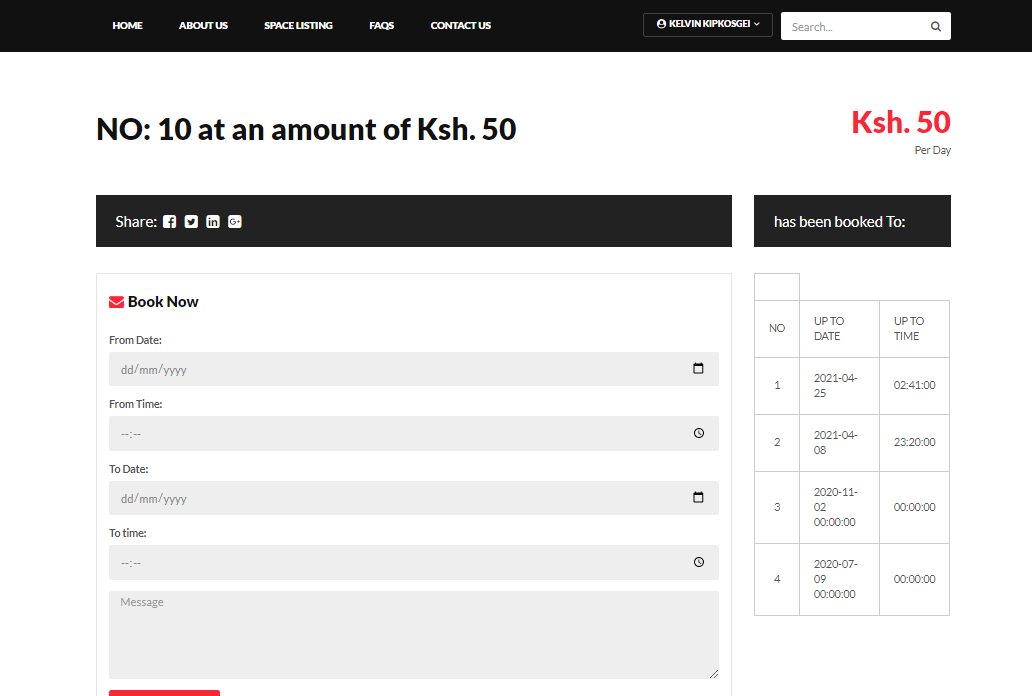 HOME ABOUT US SPACE LISTING FAQS CONTACT US KELVIN KIPKOSGEI Search...
NO: 10 at an amount of Ksh. 50
Ksh. 50
Per Day
Share:
has been booked To:
Book Now
From Date:
dd/mm/yyyy
From Time:
--:--
To Date:
dd/mm/yyyy
To time:
--:--
Message
NO UP TO DATE UP TO TIME
1 2021-04-25 02:41:00
2 2021-04-08 23:20:00
3 2020-11-02 00:00:00 00:00:00
4 2020-07-09 00:00:00 00:00:00